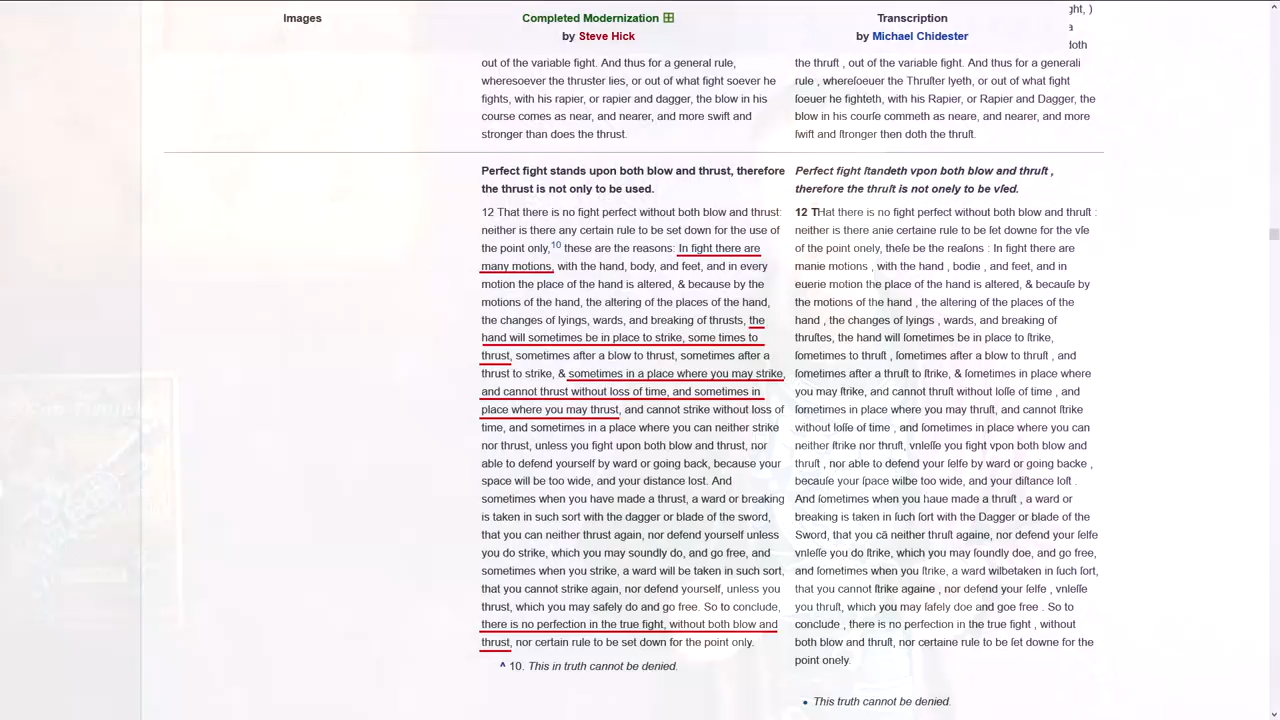 Images
Completed Modernization
by Steve Hick
Transcription
by Michael Chidester
ght, )
a
doth
out of the variable fight. And thus for a general rule,
wheresoever the thruster lies, or out of what fight soever he
fights, with his rapier, or rapier and dagger, the blow in his
course comes as near, and nearer, and more swift and
stronger than does the thrust.
the thruſt , out of the variable fight. And thus for a generall
rule , whereſoeuer the Thruſter lyeth, or out of what fight
ſoeuer he fighteth, with his Rapier, or Rapier and Dagger, the
blow in his courſe commeth as neare, and nearer, and more
ſwift and ſtronger then doth the thruſt.
Perfect fight stands upon both blow and thrust, therefore
the thrust is not only to be used.
12 That there is no fight perfect without both blow and thrust:
neither is there any certain rule to be set down for the use of
the point only,10 these are the reasons: In fight there are
many motions, with the hand, body, and feet, and in every
motion the place of the hand is altered, & because by the
motions of the hand, the altering of the places of the hand,
the changes of lyings, wards, and breaking of thrusts, the
hand will sometimes be in place to strike, some times to
thrust, sometimes after a blow to thrust, sometimes after a
thrust to strike, & sometimes in a place where you may strike,
and cannot thrust without loss of time, and sometimes in
place where you may thrust, and cannot strike without loss of
time, and sometimes in a place where you can neither strike
nor thrust, unless you fight upon both blow and thrust, nor
able to defend yourself by ward or going back, because your
space will be too wide, and your distance lost. And
sometimes when you have made a thrust, a ward or breaking
is taken in such sort with the dagger or blade of the sword,
that you can neither thrust again, nor defend yourself unless
you do strike, which you may soundly do, and go free, and
sometimes when you strike, a ward will be taken in such sort,
that you cannot strike again, nor defend yourself, unless you
thrust, which you may safely do and go free. So to conclude,
there is no perfection in the true fight, without both blow and
thrust, nor certain rule to be set down for the point only.
^ 10. This in truth cannot be denied.
Perfect fight ſtandeth vpon both blow and thruſt ,
therefore the thruſt is not onely to be vſed.
12 THat there is no fight perfect without both blow and thruſt :
neither is there anie certaine rule to be ſet downe for the vſe
of the point onely, theſe be the reaſons : In fight there are
manie motions , with the hand , bodie , and feet, and in
euerie motion the place of the hand is altered, & becauſe by
the motions of the hand , the altering of the places of the
hand , the changes of lyings , wards, and breaking of
thruſtes, the hand will ſometimes be in place to ſtrike,
ſometimes to thruſt , ſometimes after a blow to thruſt , and
ſometimes after a thruſt to ſtrike, & ſometimes in place where
you may ſtrike, and cannot thruſt without loſſe of time , and
ſometimes in place where you may thruſt, and cannot ſtrike
without loſſe of time , and ſometimes in place where you can
neither ſtrike nor thruſt, vnleſſe you fight vpon both blow and
thruſt , nor able to defend your ſelfe by ward or going backe ,
becauſe your ſpace wilbe too wide, and your diſtance loſt .
And ſometimes when you haue made a thruſt , a ward or
breaking is taken in ſuch ſort with the Dagger or blade of the
Sword, that you cā neither thruſt againe, nor defend your ſelfe
vnleſſe you do ſtrike, which you may ſoundly doe, and go free,
and ſometimes when you ſtrike, a ward wilbetaken in ſuch ſort,
that you cannot ſtrike againe , nor defend your ſelfe , vnleſſe
you thruſt, which you may ſafely doe and goe free . So to
conclude , there is no perfection in the true fight , without
both blow and thruſt, nor certaine rule to be ſet downe for the
point onely.
• This truth cannot be denied.